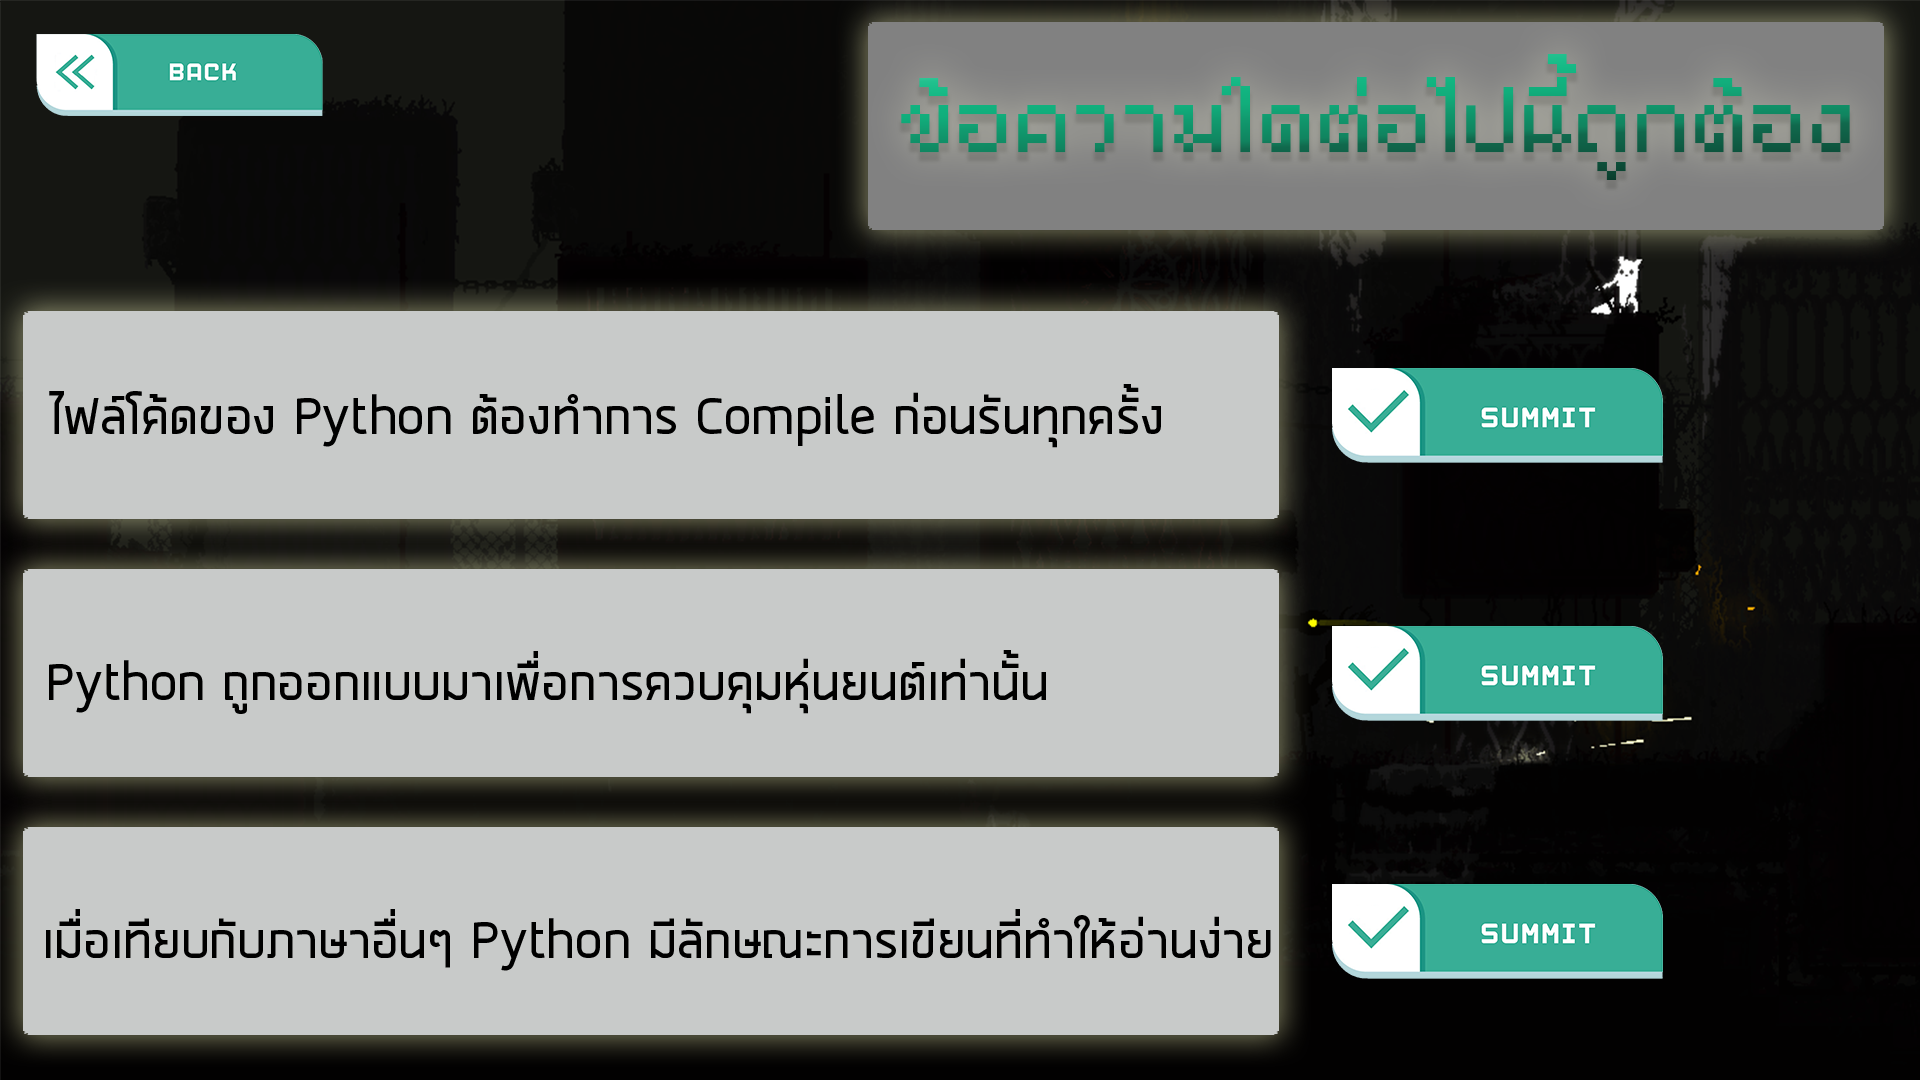 BACK
ข้อความใดต่อไปนี้ถูกต้อง
ไฟล์โค้ดของ Python ต้องทำการ Compile ก่อนรันทุกครั้ง
SUMMIT
Python ถูกออกแบบมาเพื่อการควบคุมหุ่นยนต์เท่านั้น
SUMMIT
เมื่อเทียบกับภาษาอื่นๆ Python มีลักษณะการเขียนที่ทำให้อ่านง่าย
SUMMIT